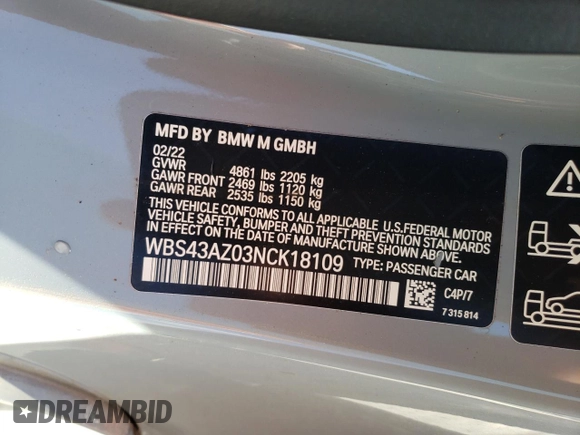 MFD BY BMW M GMBH
02/22
GVWR 4861 lbs 2205 kg
GAWR FRONT 2469 lbs 1120 kg
GAWR REAR 2535 lbs 1150 kg
THIS VEHICLE CONFORMS TO ALL APPLICABLE U.S.FEDERAL MOTOR
VEHICLE SAFETY, BUMPER AND THEFT PREVENTION STANDARDS
IN EFFECT ON THE DATE OF MANUFACTURE SHOWN ABOVE.
WBS43AZ03NCK18109 TYPE: PASSENGER CAR
C4P/7
7 315 814
DREAMBID